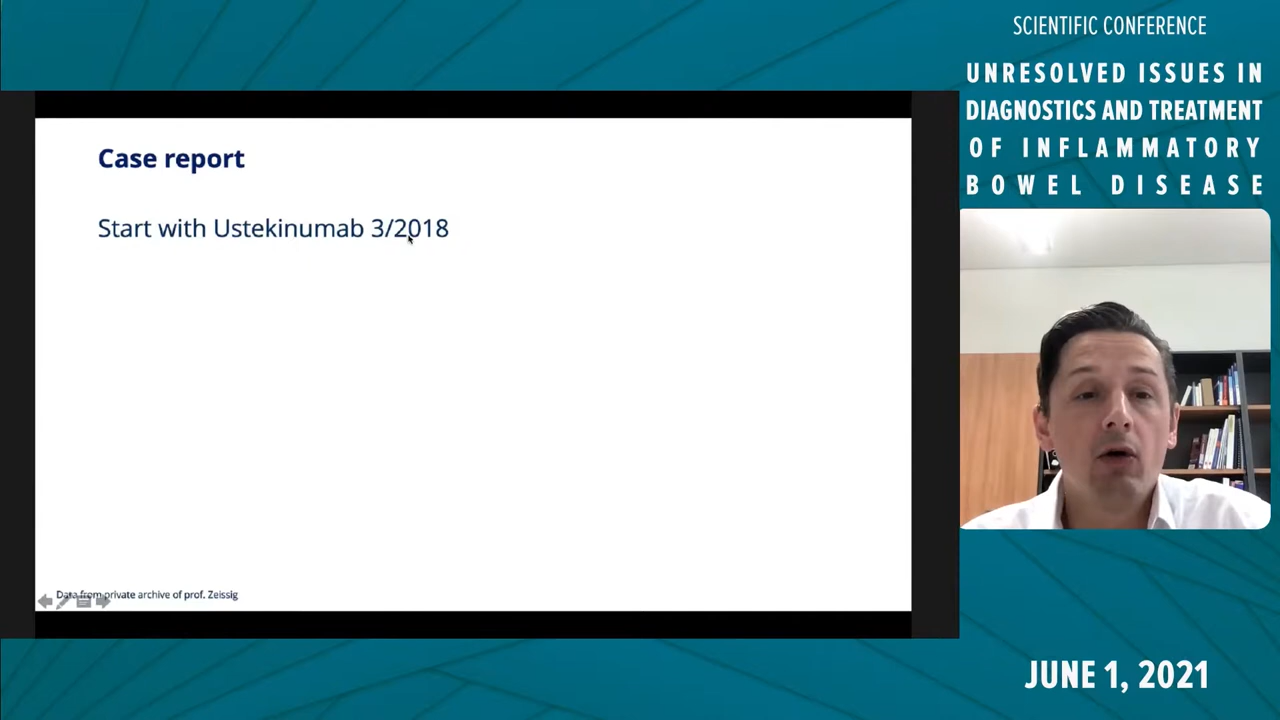 SCIENTIFIC CONFERENCE
UNRESOLVED ISSUES IN
DIAGNOSTICS AND TREATMENT
OF INFLAMMATORY
BOWEL DISEASE
Case report
Start with Ustekinumab 3/2018
Data from private archive of prof. Zeissig
JUNE 1, 2021